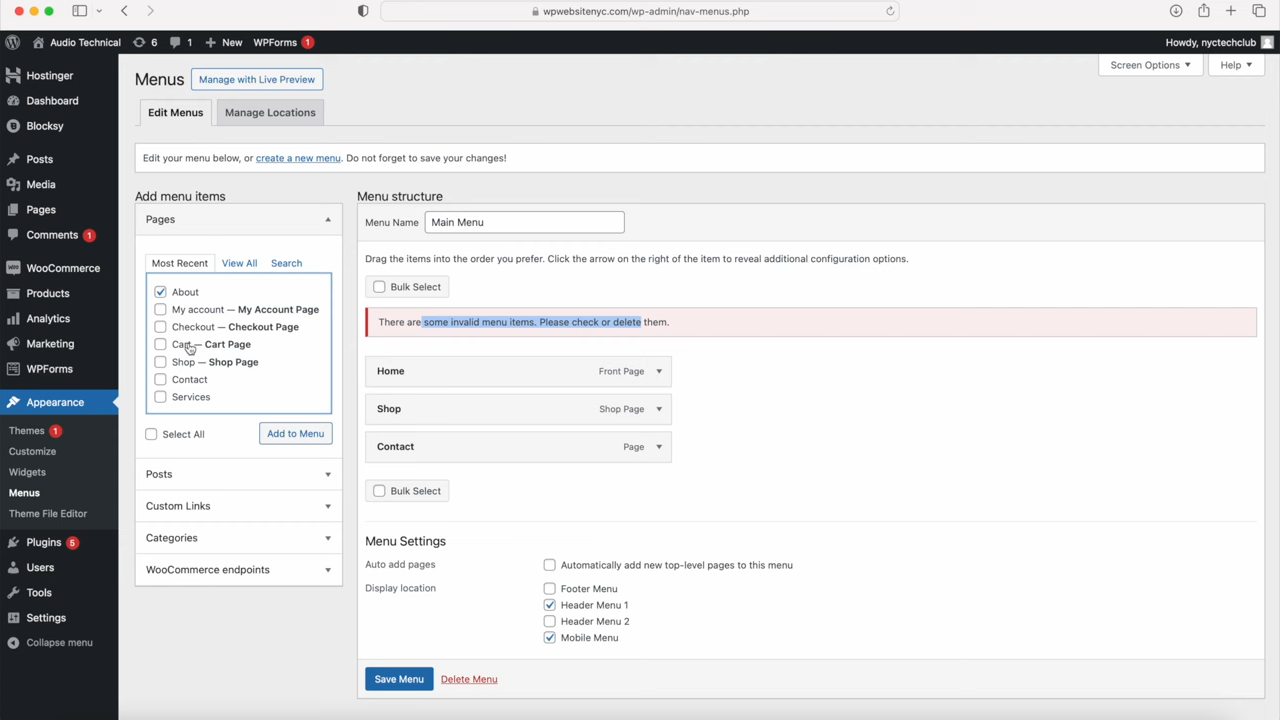 wpwebsitenyc.com/wp-admin/nav-menus.php
Audio Technical 6 1 New WPForms 1 Howdy, nyctechclub
Hostinger
Dashboard
Blocksy
Posts
Media
Pages
Comments 1
WooCommerce
Products
Analytics
Marketing
WPForms
Appearance
Themes 1
Customize
Widgets
Menus
Theme File Editor
Plugins 5
Users
Tools
Settings
Collapse menu
Menus Manage with Live Preview
Screen Options Help
Edit Menus Manage Locations
Edit your menu below, or create a new menu. Do not forget to save your changes!
Add menu items
Pages
Most Recent View All Search
About
My account — My Account Page
Checkout — Checkout Page
Cart — Cart Page
Shop — Shop Page
Contact
Services
Select All Add to Menu
Posts
Custom Links
Categories
WooCommerce endpoints
Menu structure
Menu Name Main Menu
Drag the items into the order you prefer. Click the arrow on the right of the item to reveal additional configuration options.
Bulk Select
There are some invalid menu items. Please check or delete them.
Home Front Page
Shop Shop Page
Contact Page
Bulk Select
Menu Settings
Auto add pages Automatically add new top-level pages to this menu
Display location Footer Menu
Header Menu 1
Header Menu 2
Mobile Menu
Save Menu Delete Menu